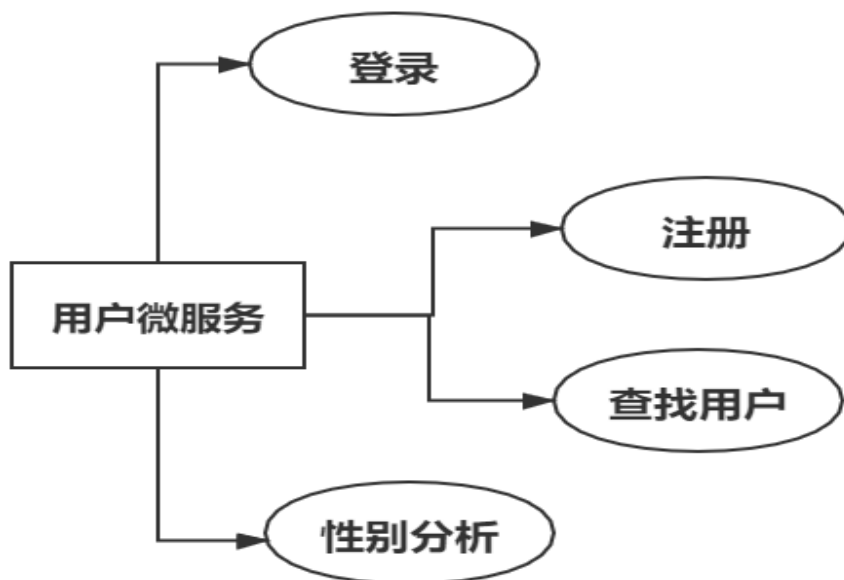 登录
注册
用户微服务
查找用户
性别分析